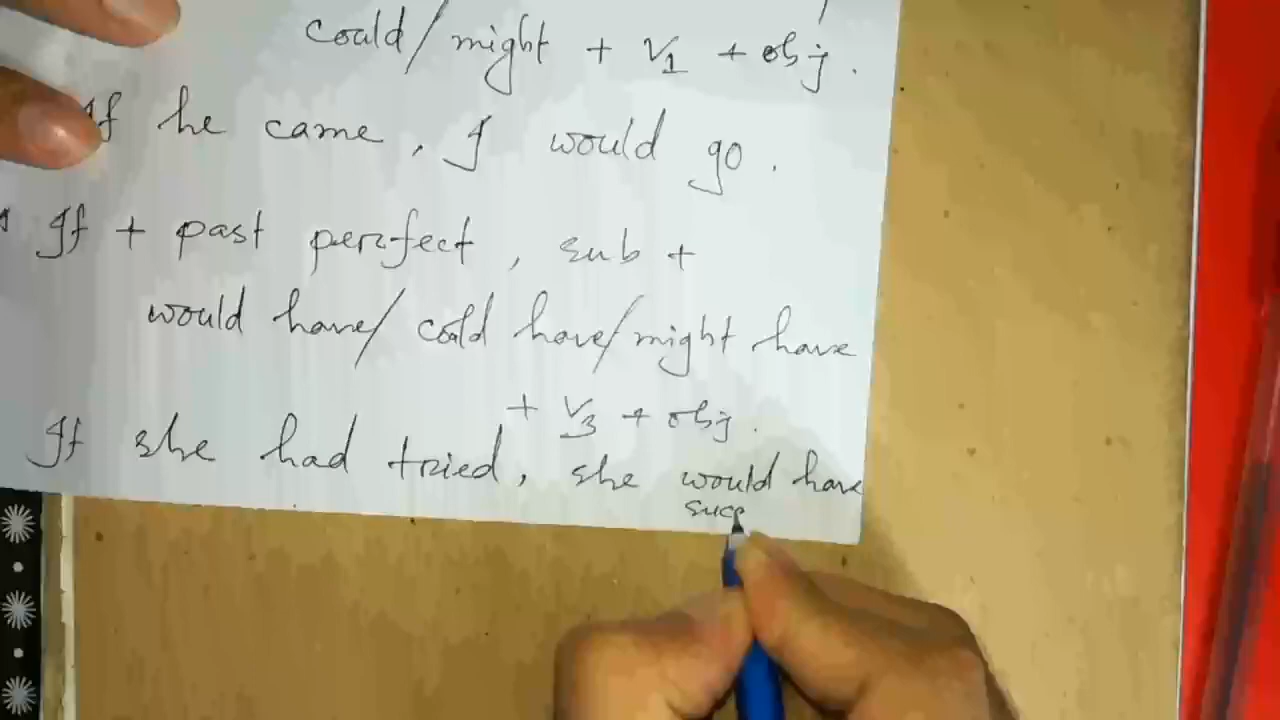 could/might + V1 + obj.
If he came, I would go.
If + past perfect, sub +
would have/ could have/might have
+ V3 + obj.
If she had tried, she would have
succ